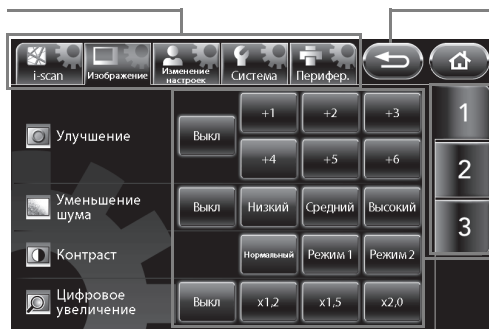 i-scan
Изображение
Изменение
настроек
Система
Перифер.
1
2
3
Улучшение
Выкл
+1
+2
+3
+4
+5
+6
Уменьшение
шума
Выкл
Низкий
Средний
Высокий
Контраст
Нормальный
Режим 1
Режим 2
Цифровое
увеличение
Выкл
x1,2
x1,5
x2,0